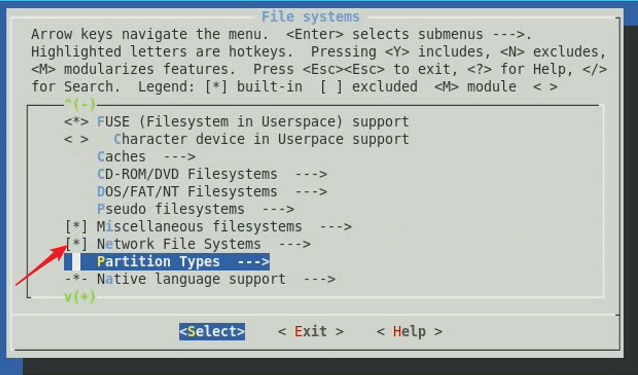 File systems
Arrow keys navigate the menu.  <Enter> selects submenus --->.
Highlighted letters are hotkeys.  Pressing <Y> includes, <N> excludes,
<M> modularizes features.  Press <Esc><Esc> to exit, <?> for Help, </>
for Search.  Legend: [*] built-in  [ ] excluded  <M> module  < >
^(-)
<*> FUSE (Filesystem in Userspace) support
< >   Character device in Userpace support
Caches  --->
CD-ROM/DVD Filesystems  --->
DOS/FAT/NT Filesystems  --->
Pseudo filesystems  --->
[*] Miscellaneous filesystems  --->
[*] Network File Systems  --->
Partition Types  --->
-*- Native language support  --->
v(+)
<Select>    < Exit >    < Help >